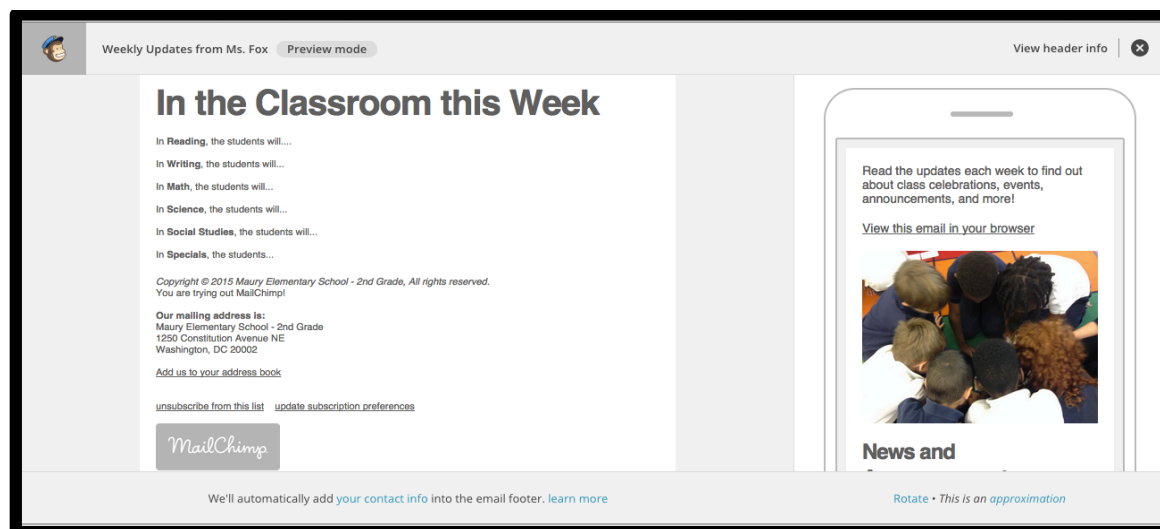 Weekly Updates from Ms. Fox Preview mode View header info
In the Classroom this Week
In Reading, the students will....
In Writing, the students will...
In Math, the students will...
In Science, the students will...
In Social Studies, the students will...
In Specials, the students...
Copyright © 2015 Maury Elementary School - 2nd Grade, All rights reserved.
You are trying out MailChimp!
Our mailing address is:
Maury Elementary School - 2nd Grade
1250 Constitution Avenue NE
Washington, DC 20002
Add us to your address book
unsubscribe from this list update subscription preferences
MailChimp
Read the updates each week to find out
about class celebrations, events,
announcements, and more!
View this email in your browser
News and
We'll automatically add your contact info into the email footer. learn more
Rotate • This is an approximation